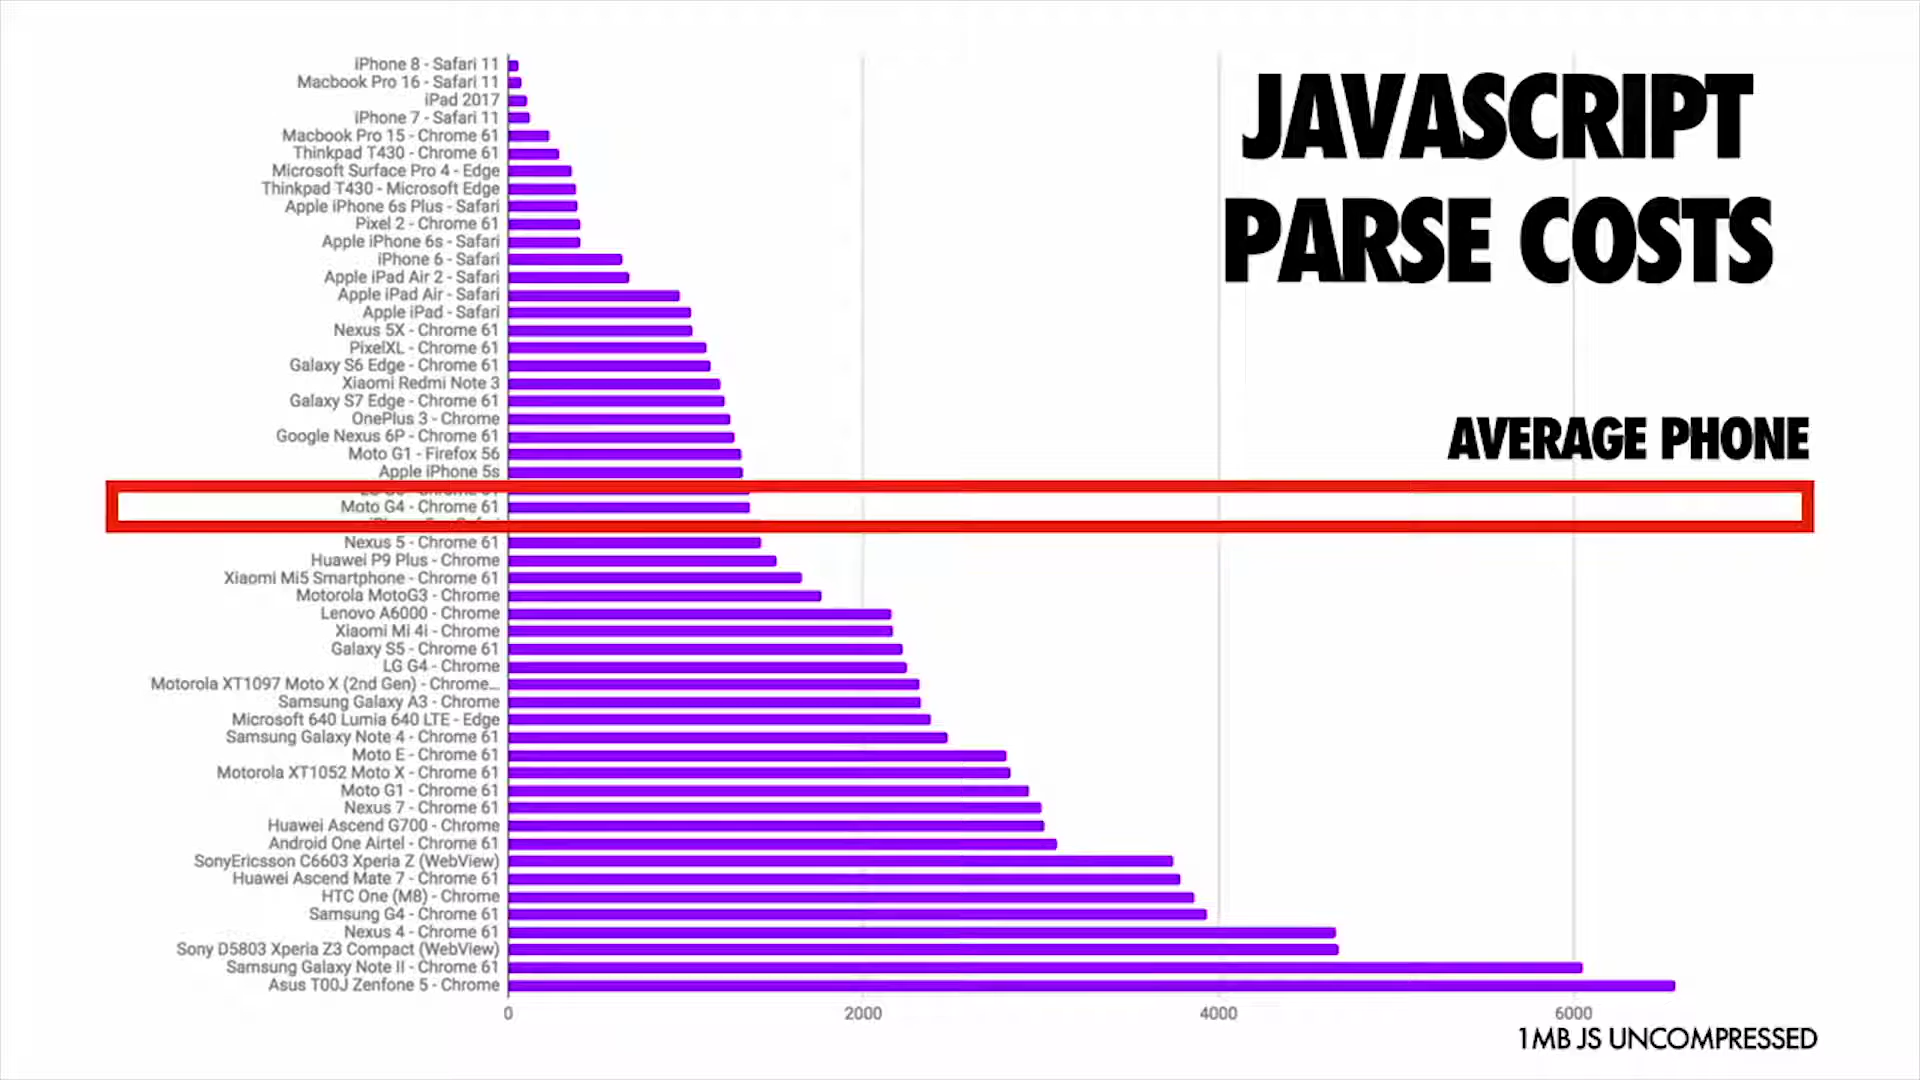 JAVASCRIPT
PARSE COSTS
AVERAGE PHONE
iPhone 8 - Safari 11
Macbook Pro 16 - Safari 11
iPad 2017
iPhone 7 - Safari 11
Macbook Pro 15 - Chrome 61
Thinkpad T430 - Chrome 61
Microsoft Surface Pro 4 - Edge
Thinkpad T430 - Microsoft Edge
Apple iPhone 6s Plus - Safari
Pixel 2 - Chrome 61
Apple iPhone 6s - Safari
iPhone 6 - Safari
Apple iPad Air 2 - Safari
Apple iPad Air - Safari
Apple iPad - Safari
Nexus 5X - Chrome 61
PixelXL - Chrome 61
Galaxy S6 Edge - Chrome 61
Xiaomi Redmi Note 3
Galaxy S7 Edge - Chrome 61
OnePlus 3 - Chrome
Google Nexus 6P - Chrome 61
Moto G1 - Firefox 56
Apple iPhone 5s
Moto G4 - Chrome 61
Nexus 5 - Chrome 61
Huawei P9 Plus - Chrome
Xiaomi Mi5 Smartphone - Chrome 61
Motorola MotoG3 - Chrome
Lenovo A6000 - Chrome
Xiaomi Mi 4i - Chrome
Galaxy S5 - Chrome 61
LG G4 - Chrome
Motorola XT1097 Moto X (2nd Gen) - Chrome...
Samsung Galaxy A3 - Chrome
Microsoft 640 Lumia 640 LTE - Edge
Samsung Galaxy Note 4 - Chrome 61
Moto E - Chrome 61
Motorola XT1052 Moto X - Chrome 61
Moto G1 - Chrome 61
Nexus 7 - Chrome 61
Huawei Ascend G700 - Chrome
Android One Airtel - Chrome 61
SonyEricsson C6603 Xperia Z (WebView)
Huawei Ascend Mate 7 - Chrome 61
HTC One (M8) - Chrome
Samsung G4 - Chrome 61
Nexus 4 - Chrome 61
Sony D5803 Xperia Z3 Compact (WebView)
Samsung Galaxy Note II - Chrome 61
Asus T00J Zenfone 5 - Chrome
0 2000 4000 6000
1MB JS UNCOMPRESSED